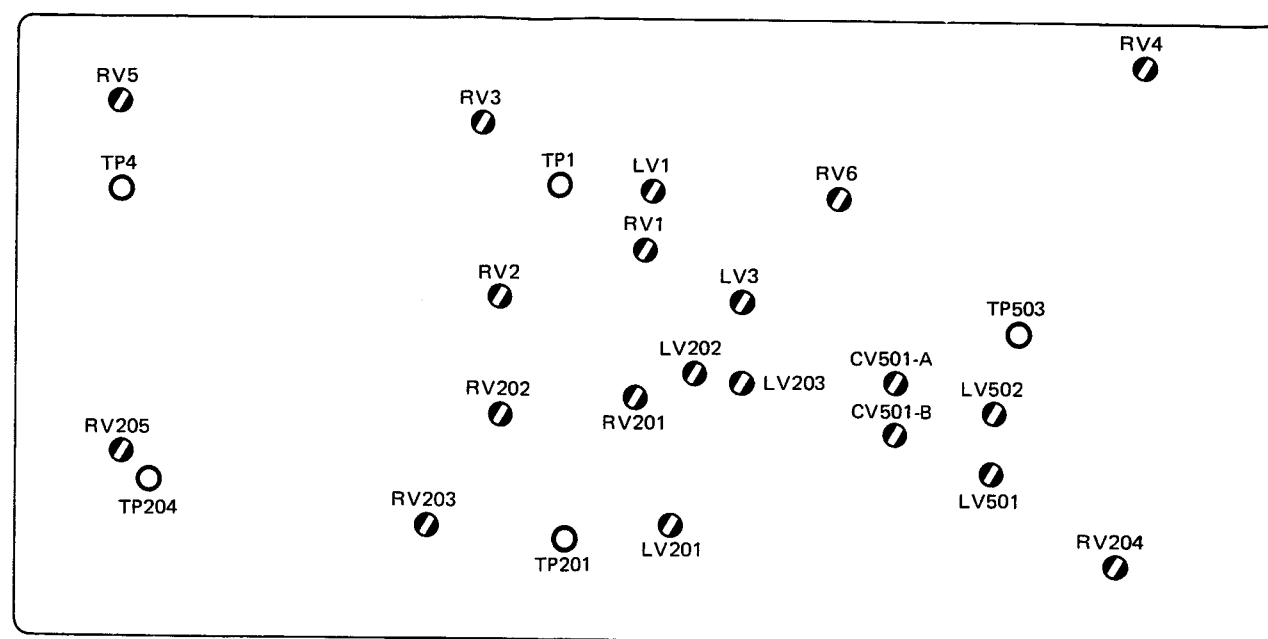 RV4
RV5
RV3
TP4
TP1
LV1
RV6
RV1
RV2
LV3
TP503
LV202
CV501-A
LV203
RV202
LV502
RV201
CV501-B
RV205
TP204
LV501
RV203
LV201
TP201
RV204